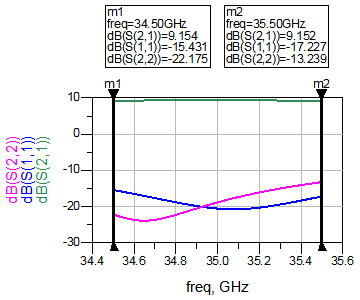 m1
freq=34.50GHz
dB(S(2,1))=9.154
dB(S(1,1))=-15.431
dB(S(2,2))=-22.175
m2
freq=35.50GHz
dB(S(2,1))=9.152
dB(S(1,1))=-17.227
dB(S(2,2))=-13.239
m1
m2
10
0
-10
-20
-30
34.4
34.6
34.8
35.0
35.2
35.4
35.6
freq, GHz
dB(S(2,2))
dB(S(1,1))
dB(S(2,1))